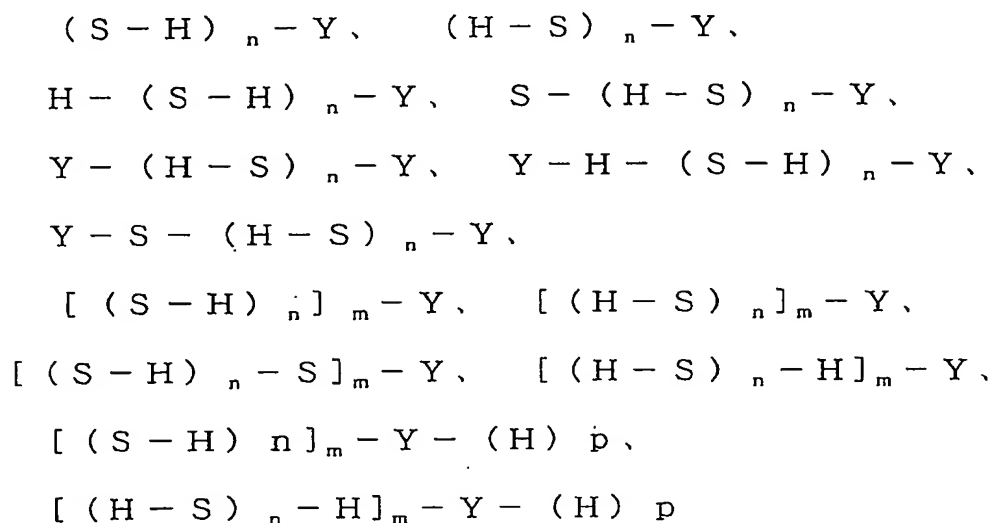 (S－H)n－Y、 (H－S)n－Y、
H－(S－H)n－Y、 S－(H－S)n－Y、
Y－(H－S)n－Y、 Y－H－(S－H)n－Y、
Y－S－(H－S)n－Y、
[(S－H)n]m－Y、 [(H－S)n]m－Y、
[(S－H)n－S]m－Y、 [(H－S)n－H]m－Y、
[(S－H)n]m－Y－(H)p、
[(H－S)n－H]m－Y－(H)p